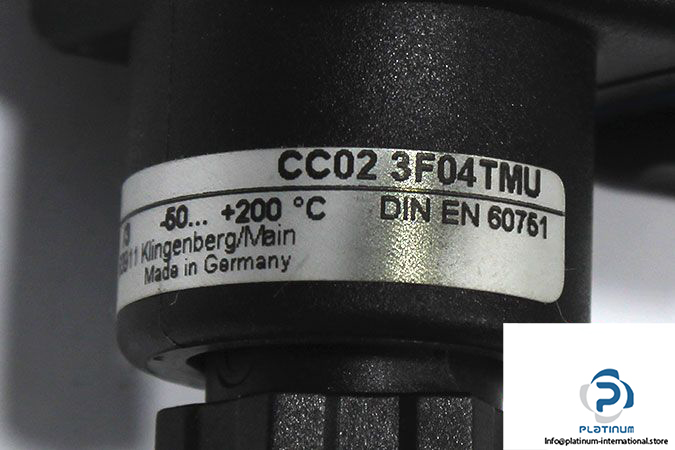 CC02 3F04TMU
-50... +200 °C DIN EN 60751
Klingenberg/Main
Made in Germany
PLATINUM
Info@platinum-international.store